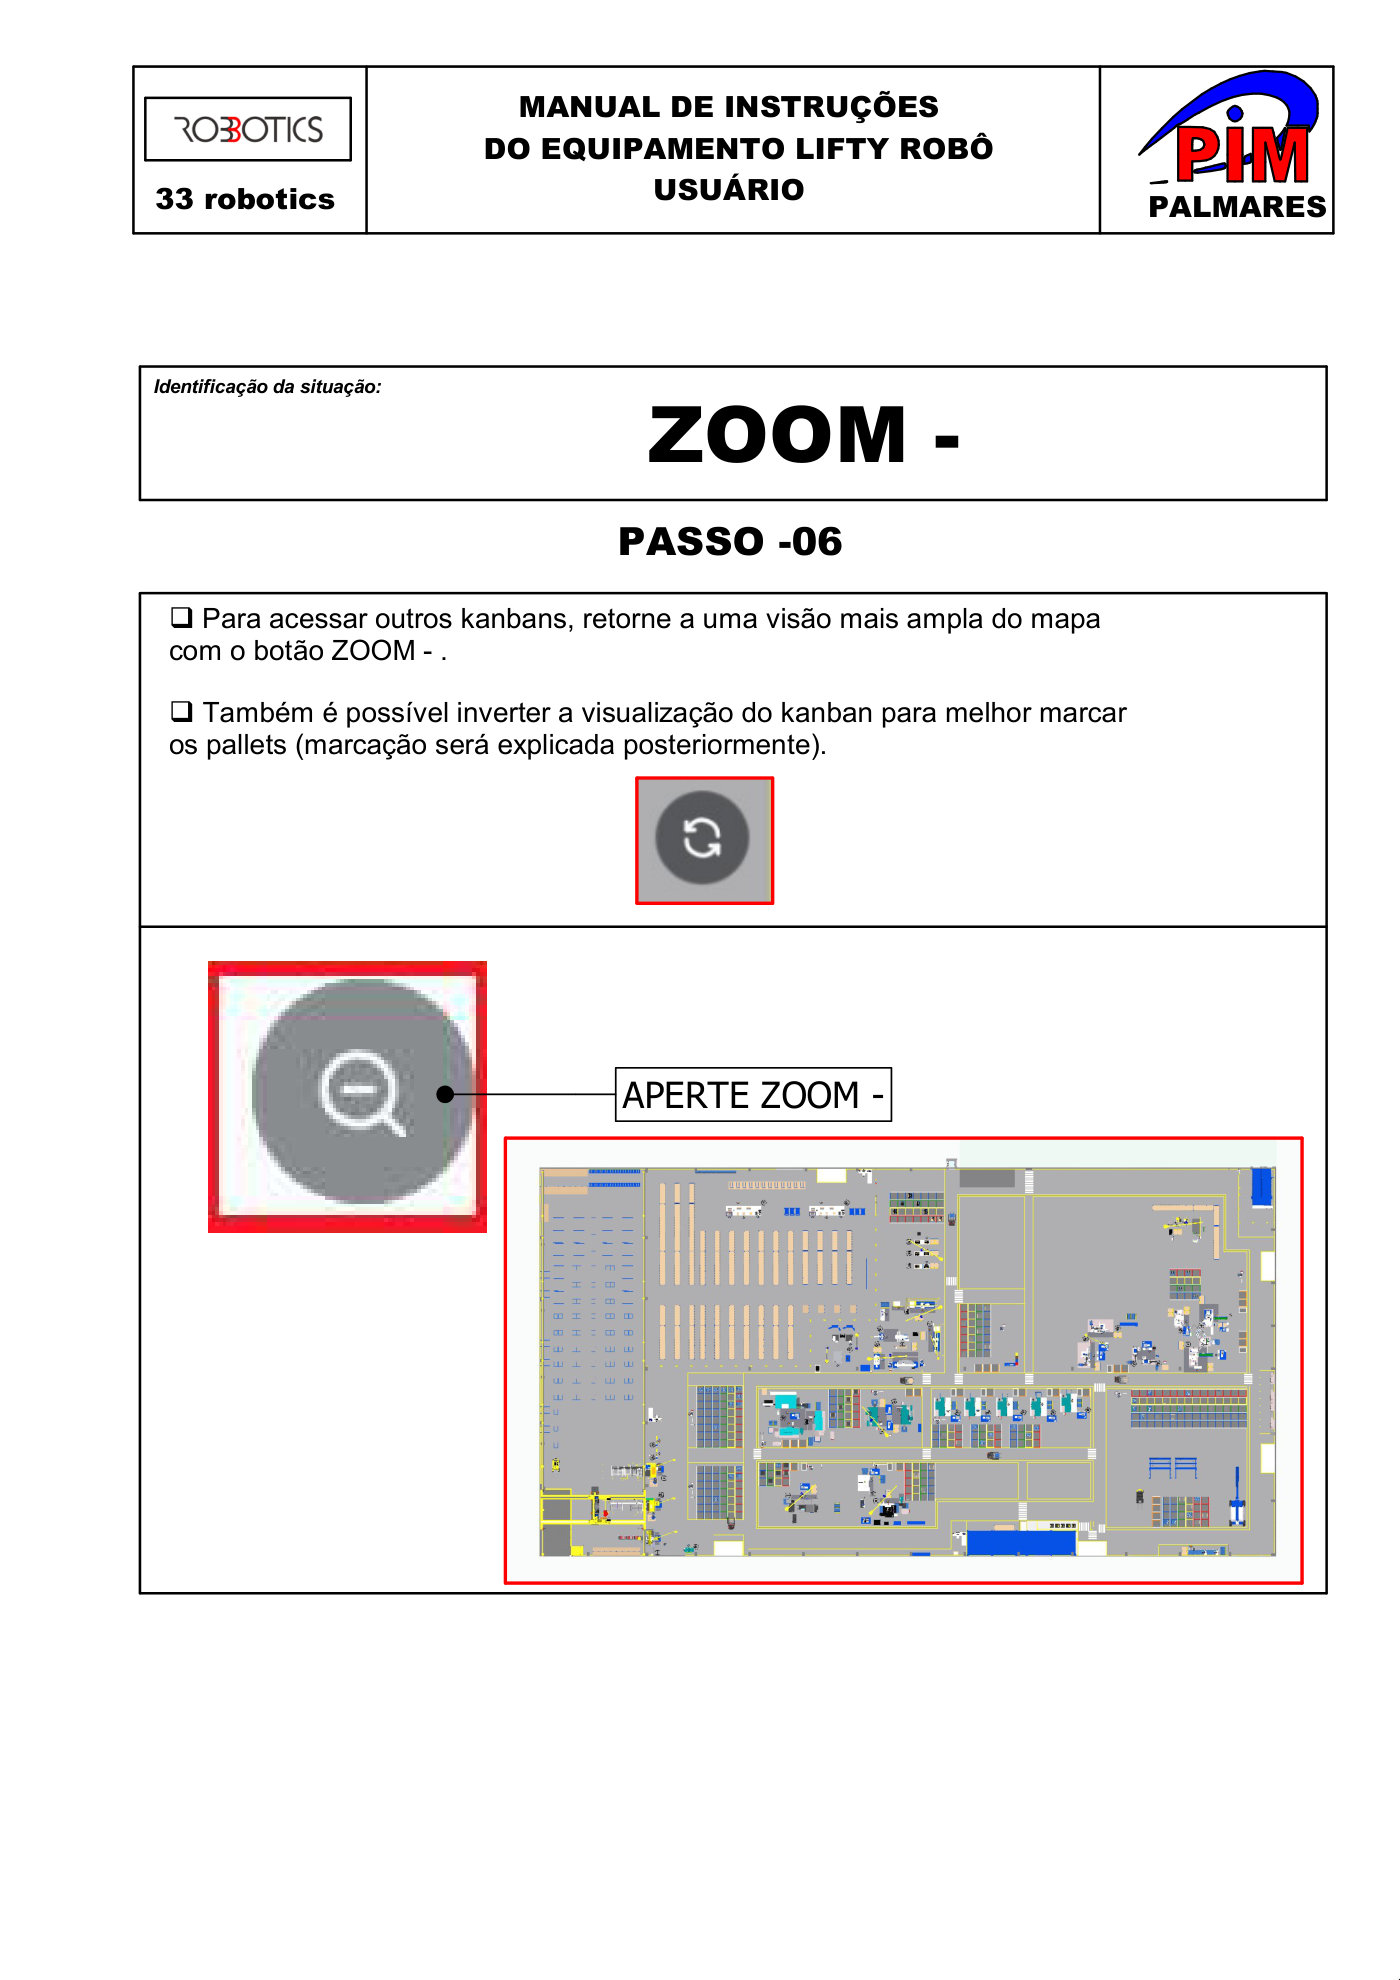 ROBBOTICS
33 robotics
MANUAL DE INSTRUÇÕES
DO EQUIPAMENTO LIFTY ROBÔ
USUÁRIO
PIM
PALMARES
Identificação da situação:
ZOOM -
PASSO -06
❑ Para acessar outros kanbans, retorne a uma visão mais ampla do mapa
com o botão ZOOM - .
❑ Também é possível inverter a visualização do kanban para melhor marcar
os pallets (marcação será explicada posteriormente).
APERTE ZOOM -